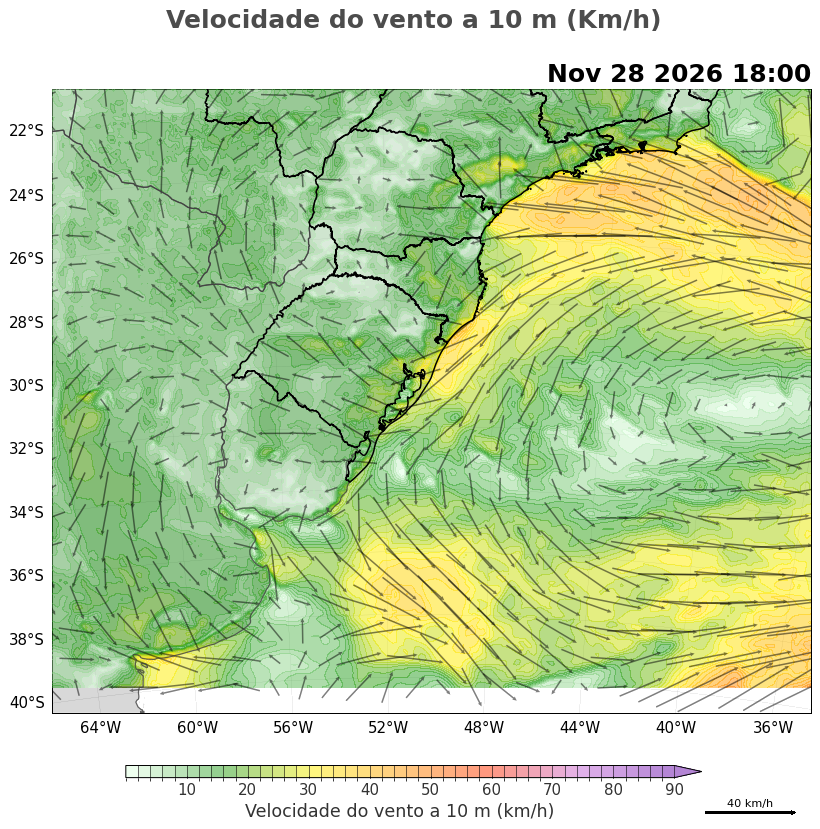 Velocidade do vento a 10 m (Km/h)
Nov 28 2026 18:00
22°S
24°S
26°S
28°S
30°S
32°S
34°S
36°S
38°S
40°S
64°W 60°W 56°W 52°W 48°W 44°W 40°W 36°W
10 20 30 40 50 60 70 80 90
Velocidade do vento a 10 m (km/h)
40 km/h